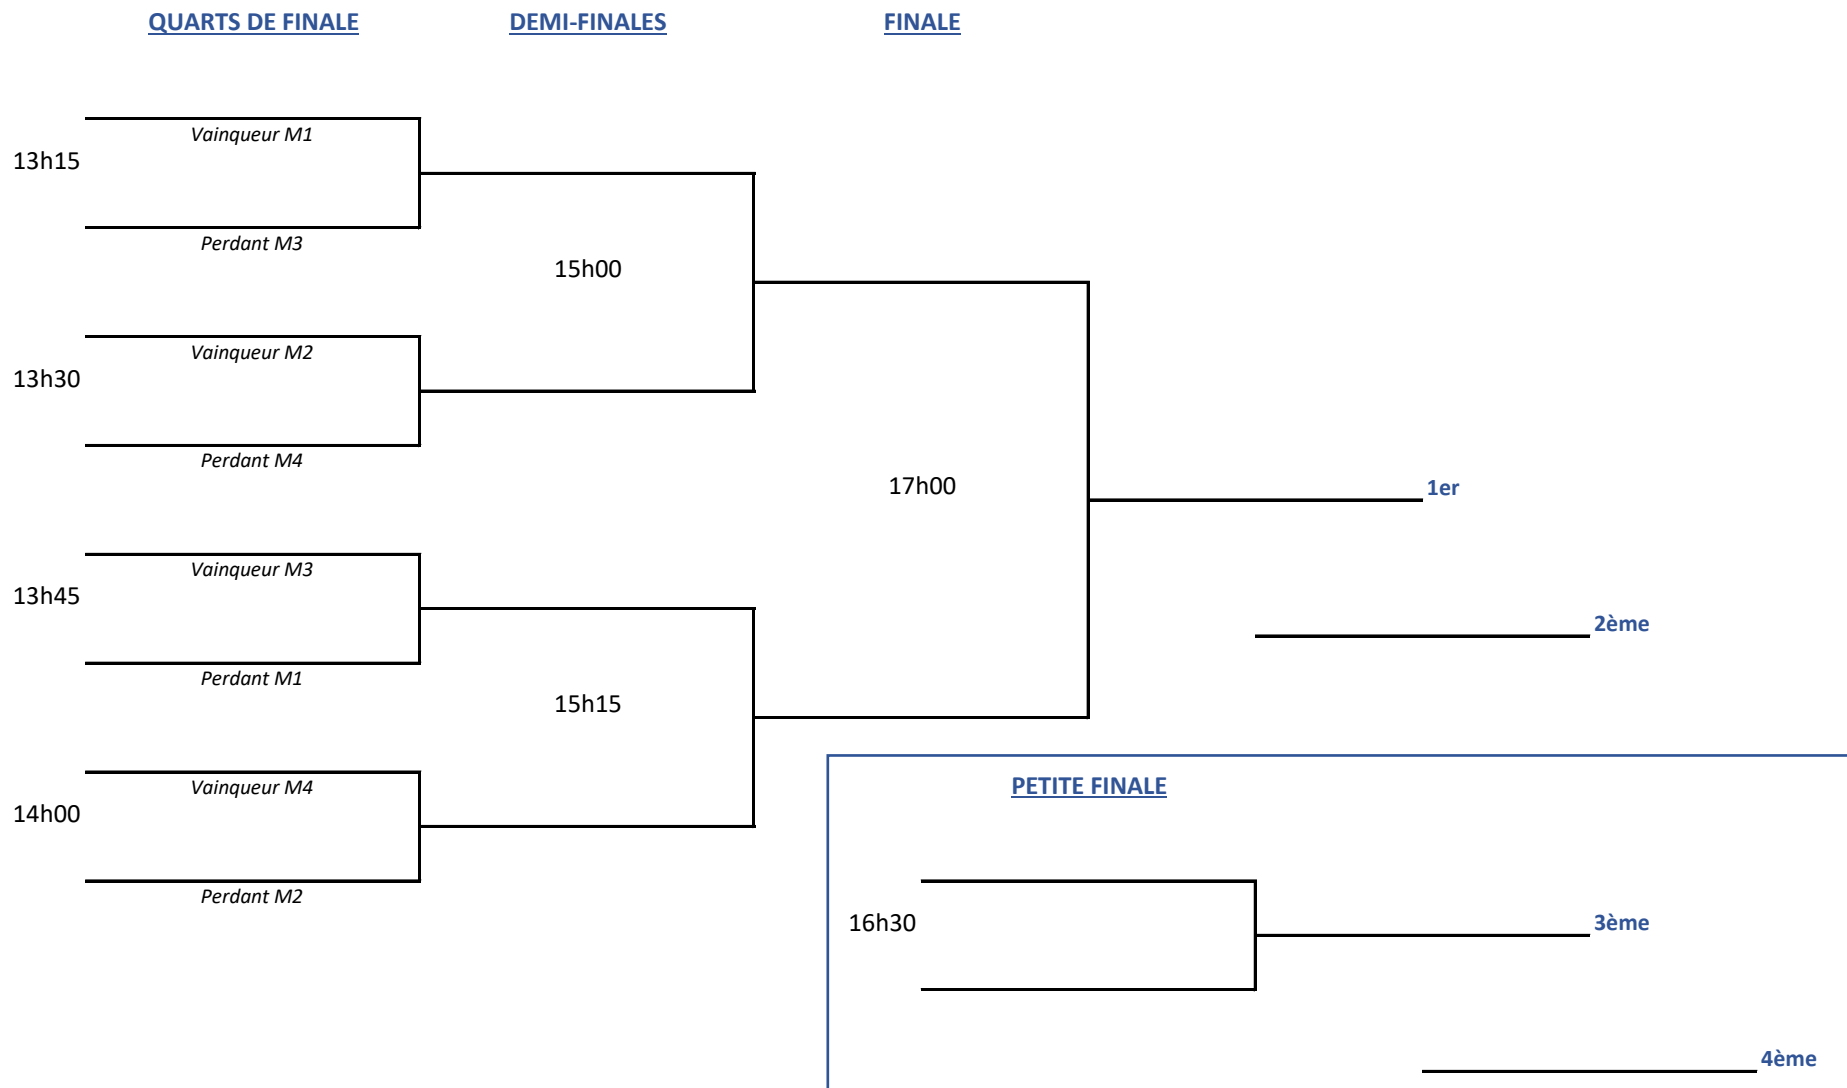 QUARTS DE FINALE
DEMI-FINALES
FINALE
Vainqueur M1
13h15
Perdant M3
15h00
Vainqueur M2
13h30
Perdant M4
17h00
1er
Vainqueur M3
13h45
2ème
Perdant M1
15h15
Vainqueur M4
PETITE FINALE
14h00
Perdant M2
16h30
3ème
4ème